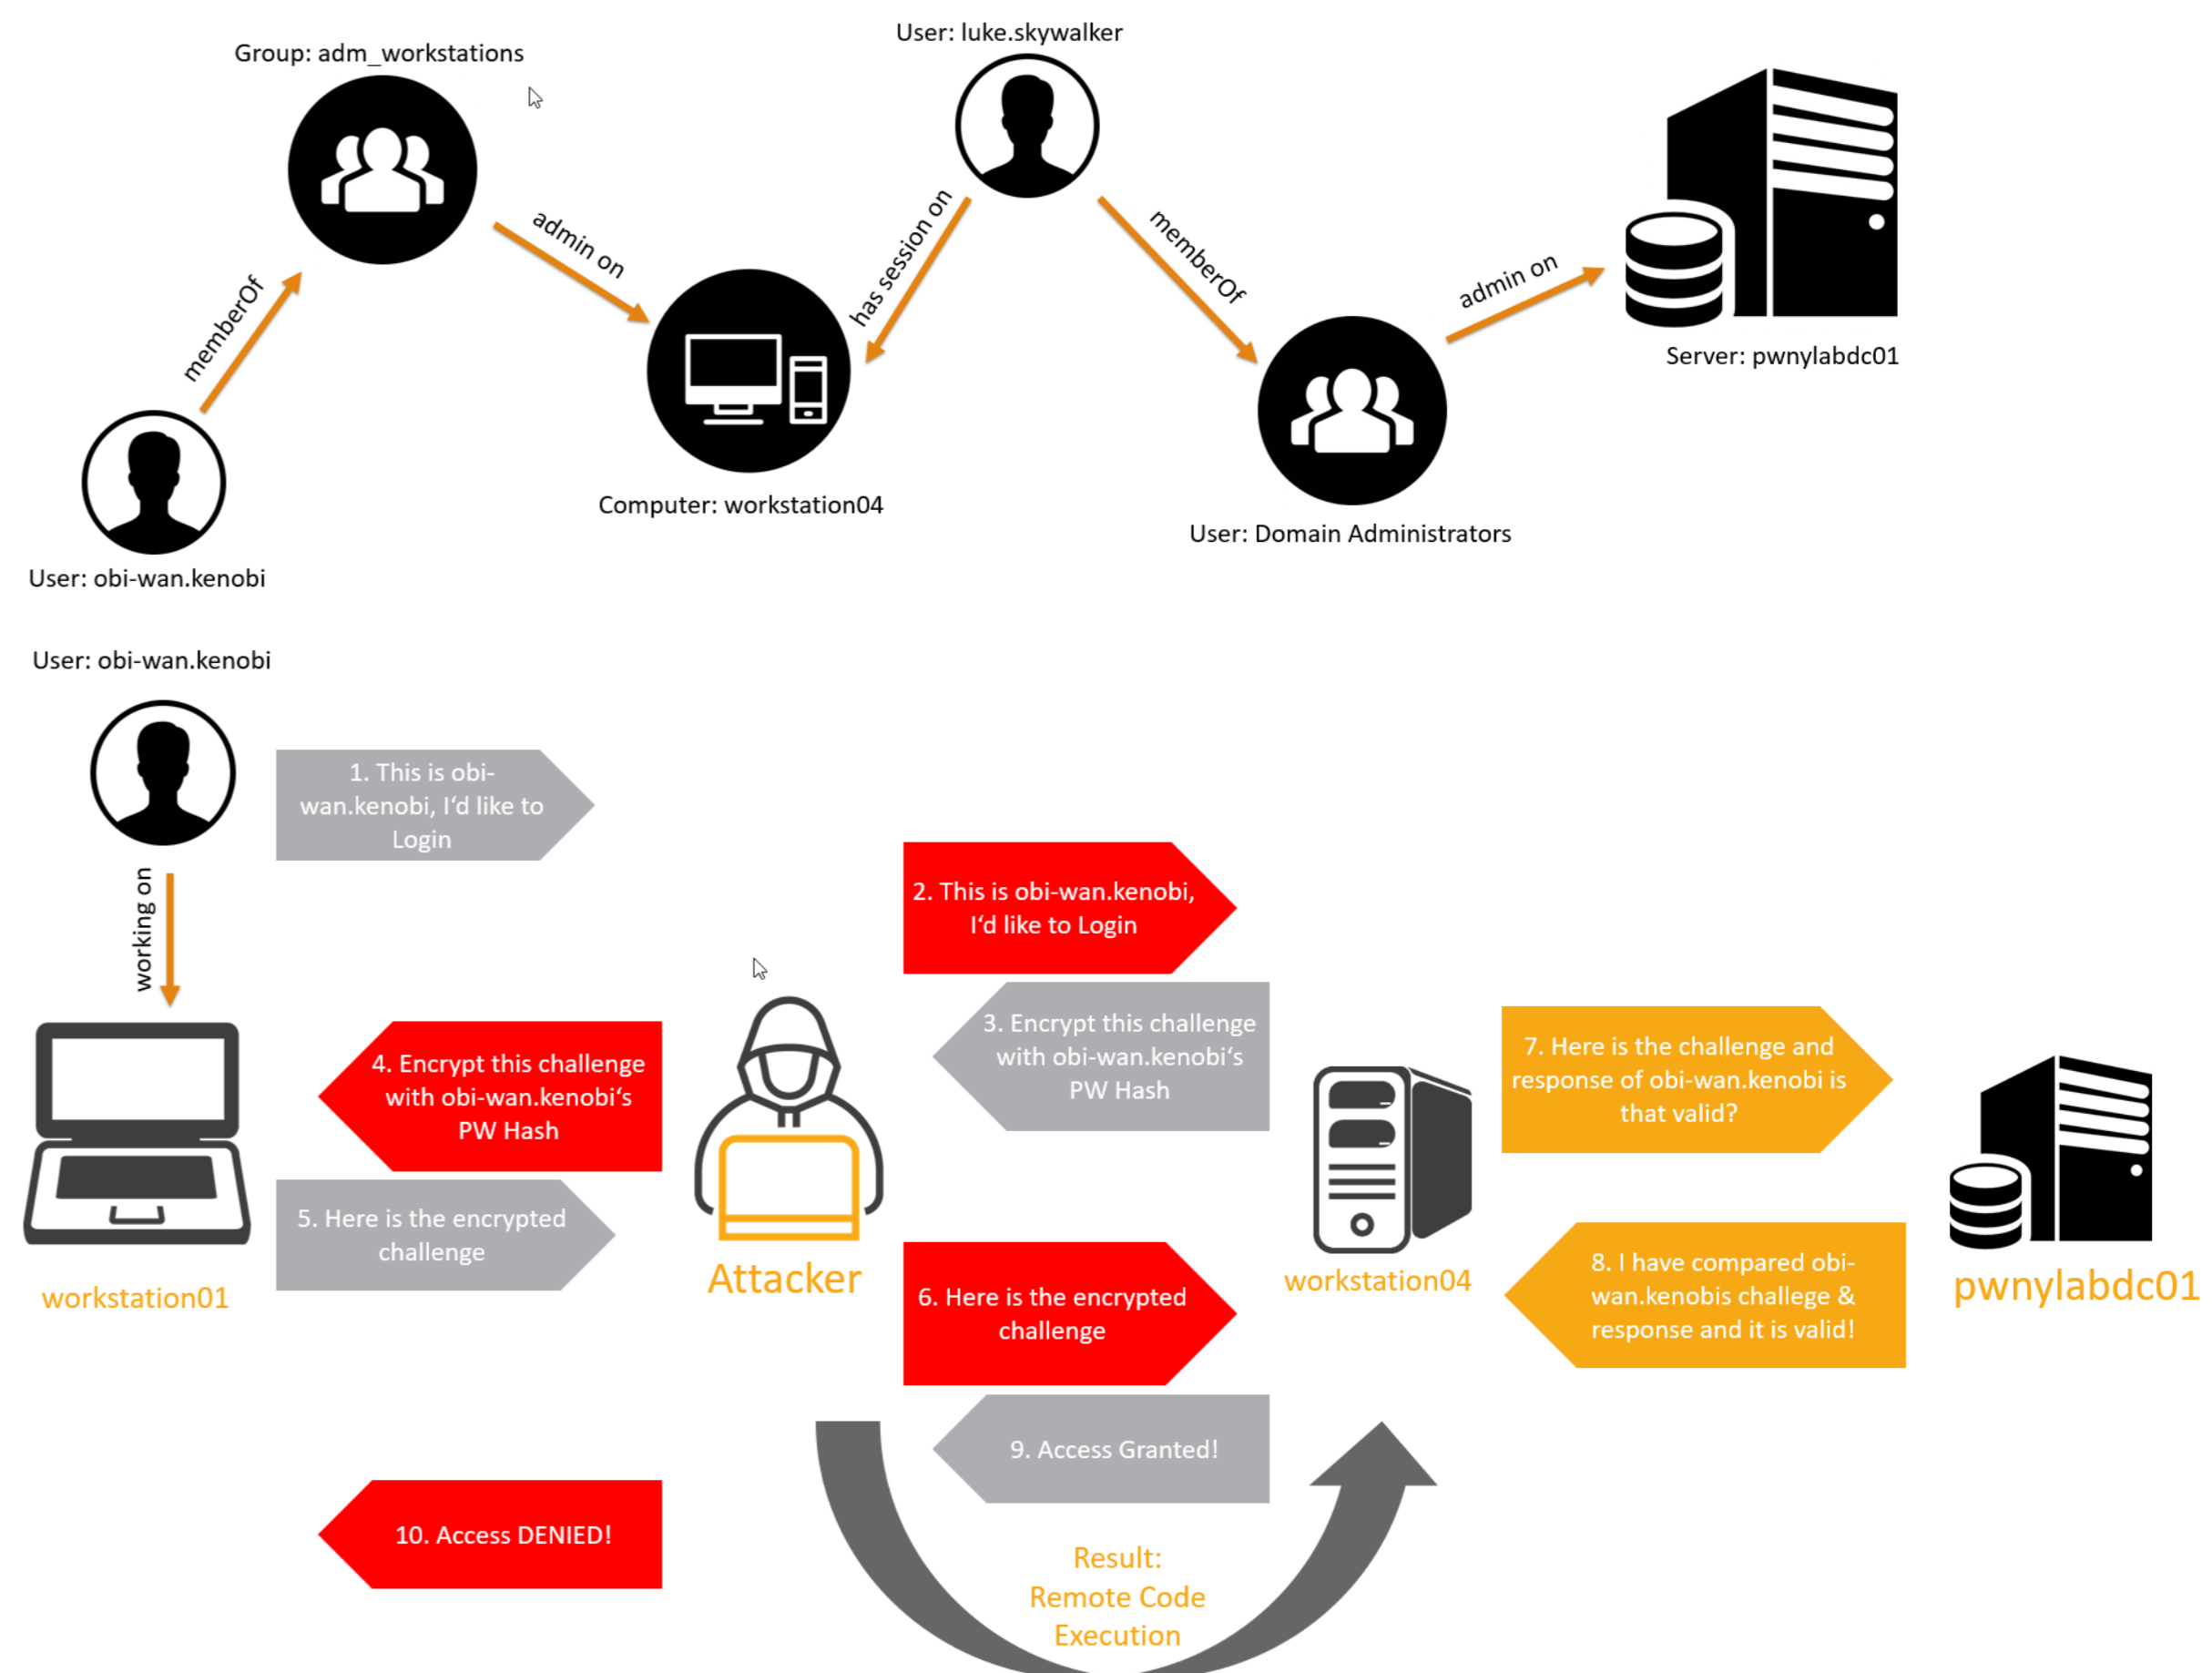 User: luke.skywalker
Group: adm_workstations
memberOf
admin on
has session on
memberOf
admin on
Server: pwnylabdc01
Computer: workstation04
User: Domain Administrators
User: obi-wan.kenobi
User: obi-wan.kenobi
1. This is obi-
wan.kenobi, I‘d like to
Login
working on
2. This is obi-wan.kenobi,
I‘d like to Login
3. Encrypt this challenge
with obi-wan.kenobi‘s
PW Hash
4. Encrypt this challenge
with obi-wan.kenobi‘s
PW Hash
5. Here is the encrypted
challenge
6. Here is the encrypted
challenge
7. Here is the challenge and
response of obi-wan.kenobi is
that valid?
8. I have compared obi-
wan.kenobis challege &
response and it is valid!
workstation01
Attacker
workstation04
pwnylabdc01
9. Access Granted!
10. Access DENIED!
Result:
Remote Code
Execution